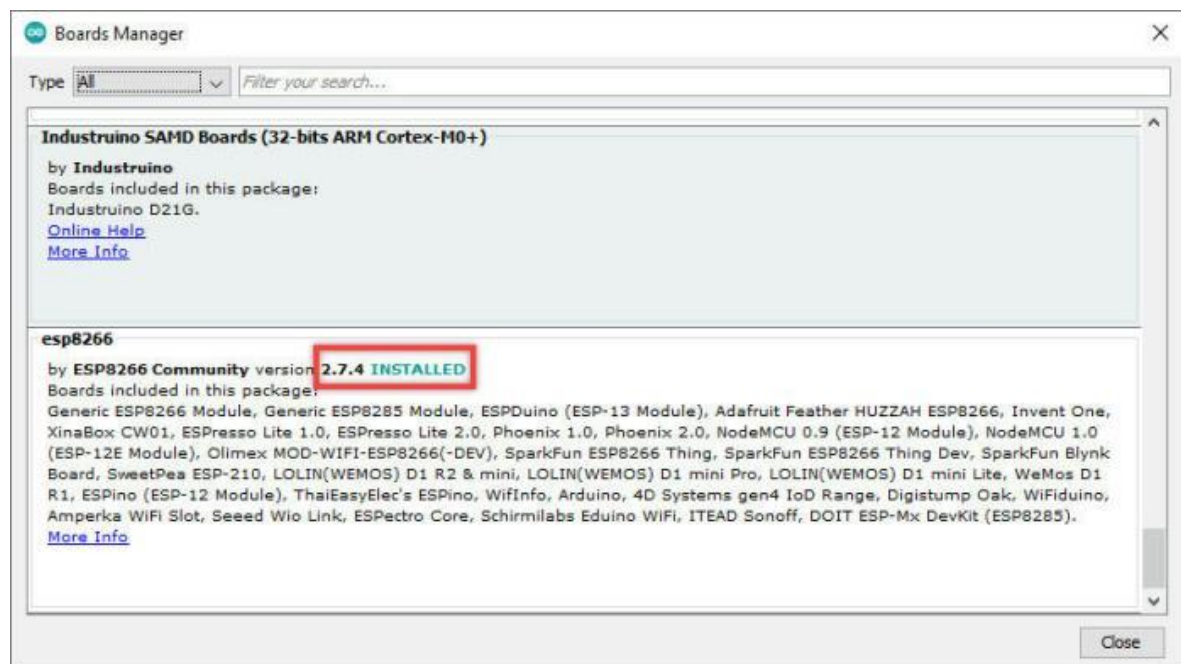 Boards Manager
Type All Filter your search...
Industruino SAMD Boards (32-bits ARM Cortex-M0+)
by Industruino
Boards included in this package:
Industruino D21G.
Online Help
More Info
esp8266
by ESP8266 Community version 2.7.4 INSTALLED
Boards included in this package:
Generic ESP8266 Module, Generic ESP8285 Module, ESPDuino (ESP-13 Module), Adafruit Feather HUZZAH ESP8266, Invent One,
XinaBox CW01, ESPresso Lite 1.0, ESPresso Lite 2.0, Phoenix 1.0, Phoenix 2.0, NodeMCU 0.9 (ESP-12 Module), NodeMCU 1.0
(ESP-12E Module), Olimex MOD-WIFI-ESP8266(-DEV), SparkFun ESP8266 Thing, SparkFun ESP8266 Thing Dev, SparkFun Blynk
Board, SweetPea ESP-210, LOLIN(WEMOS) D1 R2 & mini, LOLIN(WEMOS) D1 mini Pro, LOLIN(WEMOS) D1 mini Lite, WeMos D1
R1, ESPino (ESP-12 Module), ThaiEasyElec's ESPino, WifInfo, Arduino, 4D Systems gen4 IoD Range, Digistump Oak, WiFiduino,
Amperka WiFi Slot, Seeed Wio Link, ESPectro Core, Schirmilabs Eduino WiFi, ITEAD Sonoff, DOIT ESP-Mx DevKit (ESP8285).
More Info
Close